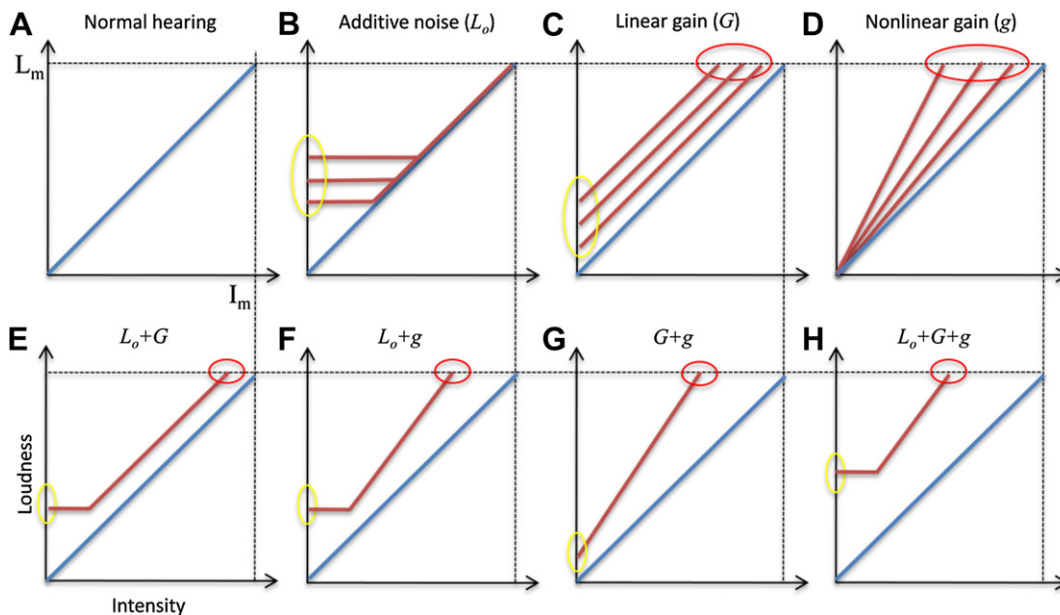 A Normal hearing
B Additive noise (Lo)
C Linear gain (G)
D Nonlinear gain (g)
Lm
Im
E Lo+G
F Lo+g
G G+g
H Lo+G+g
Loudness
Intensity